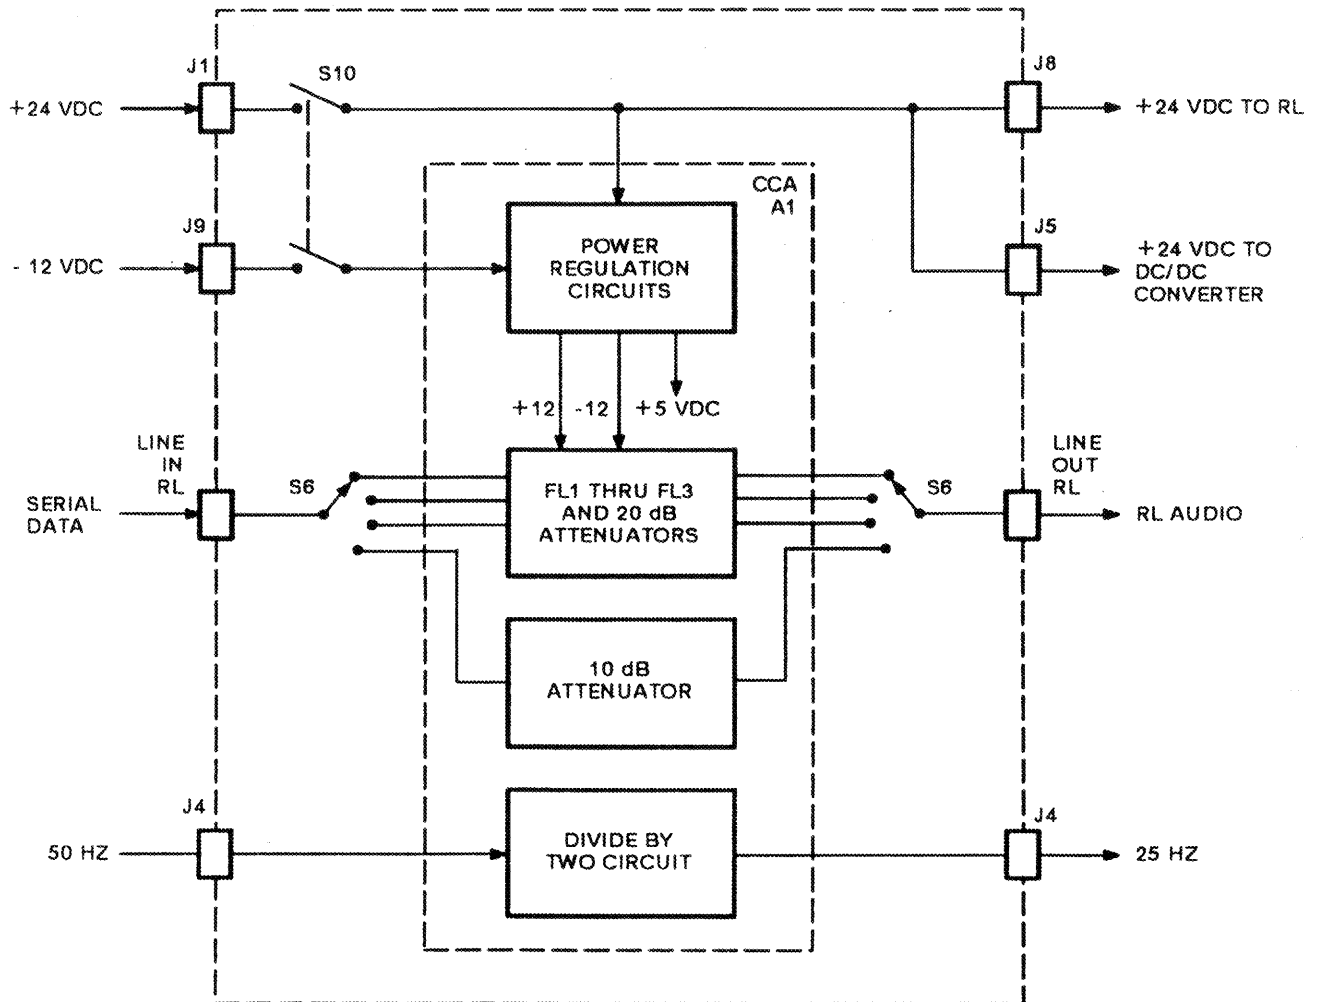 J1
S10
J8
+24 VDC
+24 VDC TO RL
CCA
A1
J9
J5
- 12 VDC
POWER
REGULATION
CIRCUITS
+24 VDC TO
DC/DC
CONVERTER
+12
-12
+5 VDC
LINE
IN
RL
LINE
OUT
RL
S6
S6
SERIAL
DATA
FL1 THRU FL3
AND 20 dB
ATTENUATORS
RL AUDIO
10 dB
ATTENUATOR
J4
J4
50 HZ
DIVIDE BY
TWO CIRCUIT
25 HZ